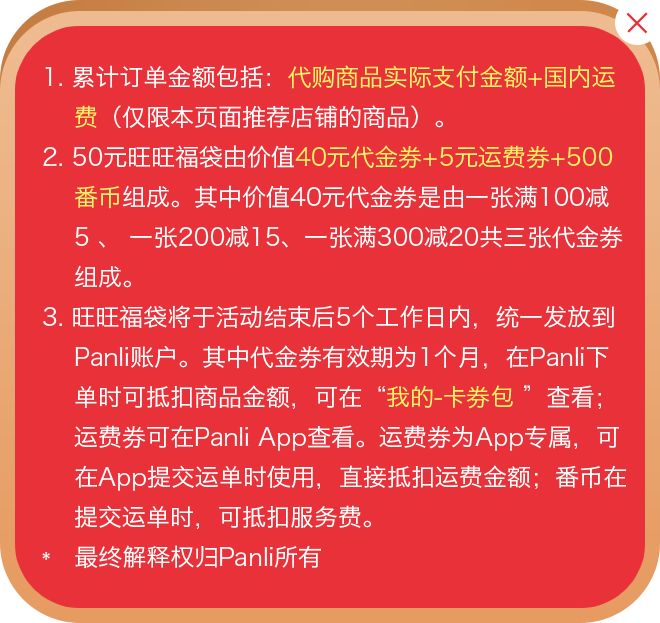 1. 累计订单金额包括：代购商品实际支付金额+国内运
费（仅限本页面推荐店铺的商品）。
2. 50元旺旺福袋由价值40元代金券+5元运费券+500
番币组成。其中价值40元代金券是由一张满100减
5 、 一张200减15、一张满300减20共三张代金券
组成。
3. 旺旺福袋将于活动结束后5个工作日内，统一发放到
Panli账户。其中代金券有效期为1个月，在Panli下
单时可抵扣商品金额，可在“我的-卡券包 ”查看；
运费券可在Panli App查看。运费券为App专属，可
在App提交运单时使用，直接抵扣运费金额；番币在
提交运单时，可抵扣服务费。
* 最终解释权归Panli所有